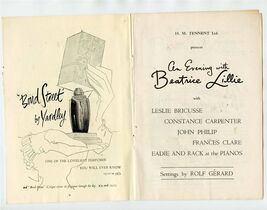 "Bond Street"
by Yardley
ONE OF THE LOVELIEST PERFUMES
YOU WILL EVER KNOW
H. M. TENNENT Ltd.
present
An Evening with
Beatrice Lillie
with
LESLIE BRICUSSE
CONSTANCE CARPENTER
JOHN PHILIP
FRANCES CLARE
EADIE AND RACK at the PIANOS
Settings by ROLF GÉRARD